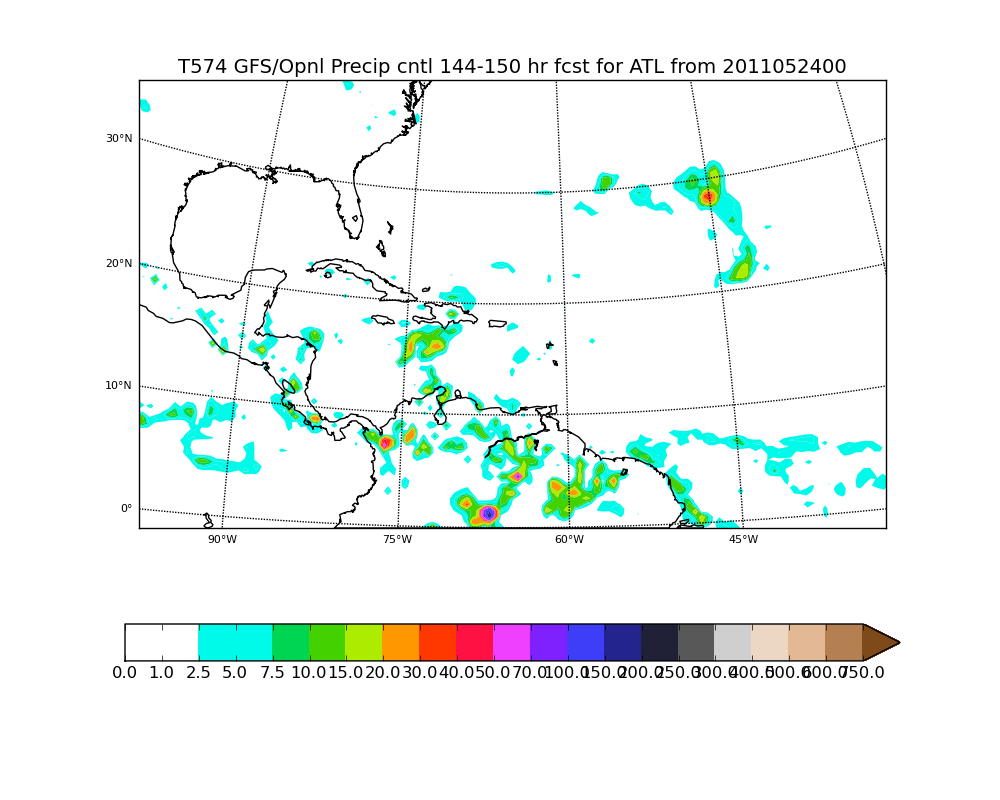 T574 GFS/Opnl Precip cntl 144-150 hr fcst for ATL from 2011052400
30°N
20°N
10°N
0°
90°W 75°W 60°W 45°W
0.0 1.0 2.5 5.0 7.5 10.0 15.0 20.0 30.0 40.0 50.0 70.0 100.0 150.0 200.0 250.0 300.0 400.0 500.0 600.0 750.0